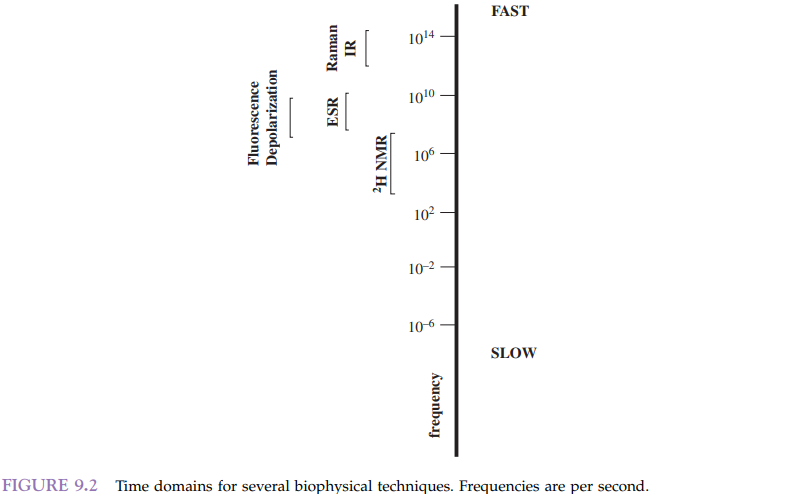 FAST
10¹⁴
10¹⁰
10⁶
10²
10⁻²
10⁻⁶
SLOW
frequency
Raman
IR
Fluorescence
Depolarization
ESR
²H NMR
FIGURE 9.2 Time domains for several biophysical techniques. Frequencies are per second.